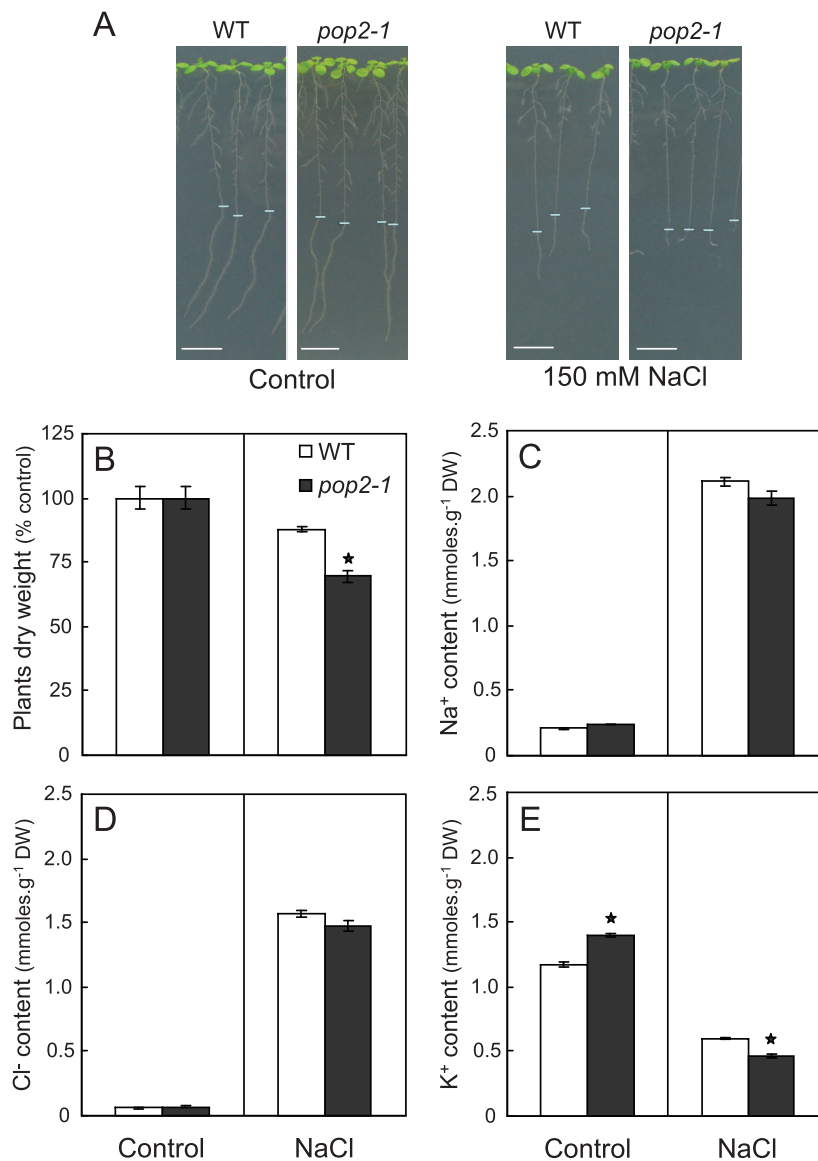 A
WT pop2-1 WT pop2-1
Control 150 mM NaCl
B
WT
pop2-1
Plants dry weight (% control)
125
100
75
50
25
0
C
Na⁺ content (mmoles.g⁻¹ DW)
2.5
2.0
1.5
1.0
0.5
0
D
Cl⁻ content (mmoles.g⁻¹ DW)
2.5
2.0
1.5
1.0
0.5
0
Control NaCl
E
K⁺ content (mmoles.g⁻¹ DW)
2.5
2.0
1.5
1.0
0.5
0
Control NaCl